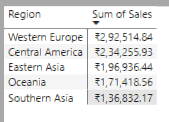 Region Sum of Sales
Western Europe ₹2,92,514.84
Central America ₹2,34,255.93
Eastern Asia ₹1,96,936.44
Oceania ₹1,71,418.56
Southern Asia ₹1,36,832.17